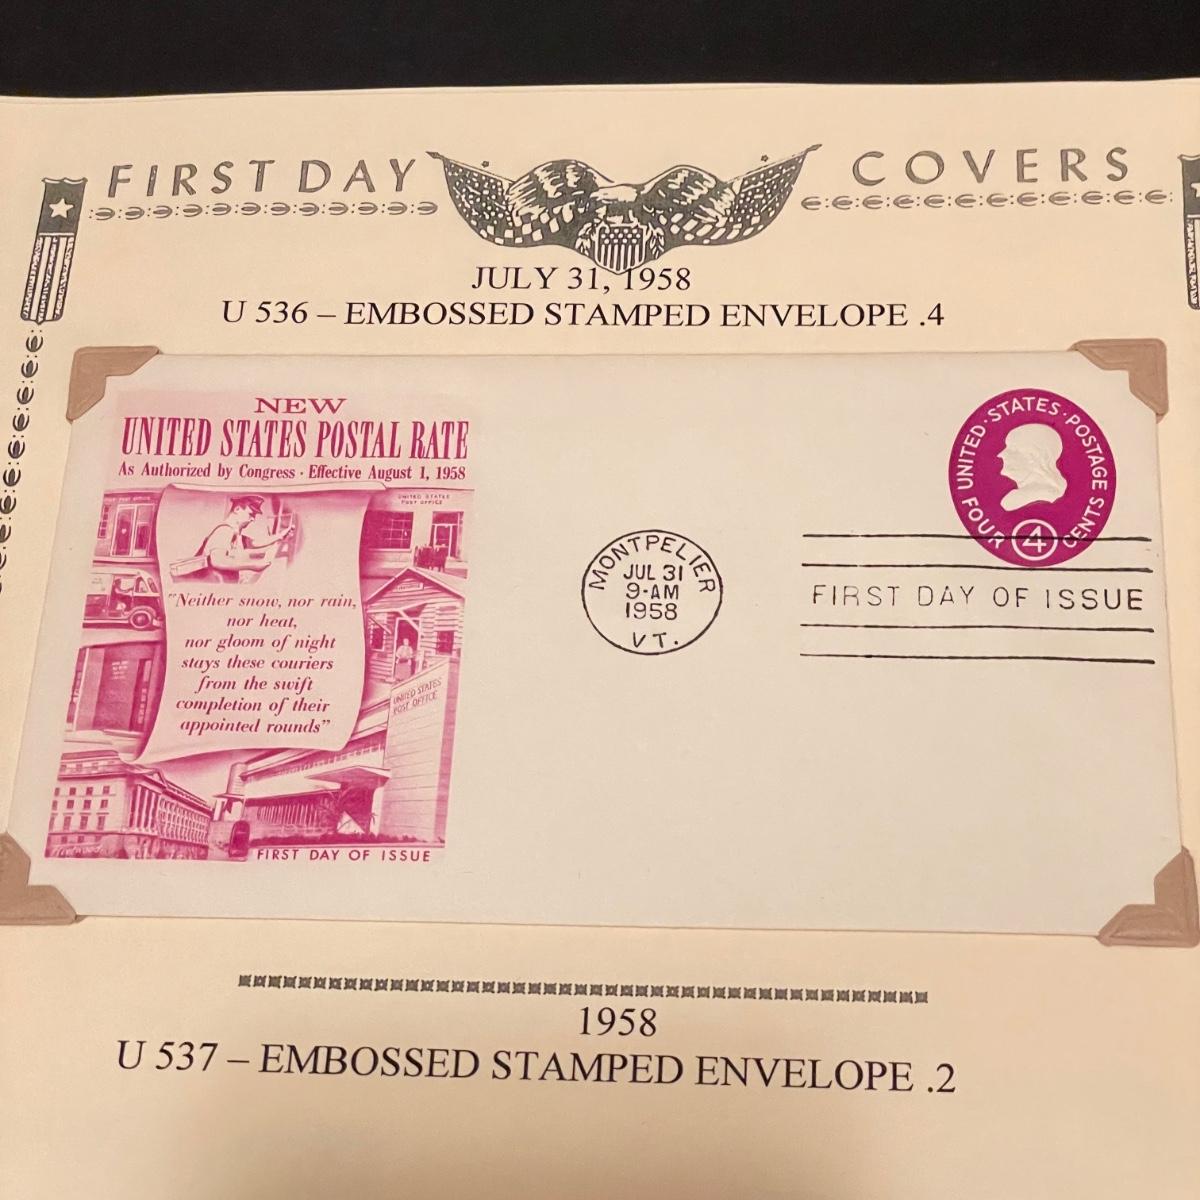 FIRST DAY COVERS
JULY 31, 1958
U 536 – EMBOSSED STAMPED ENVELOPE .4
NEW
UNITED STATES POSTAL RATE
As Authorized by Congress · Effective August 1, 1958
UNITED STATES
POST OFFICE
"Neither snow, nor rain,
nor heat,
nor gloom of night
stays these couriers
from the swift
completion of their
appointed rounds"
UNITED STATES
POST OFFICE
FIRST DAY OF ISSUE
MONTPELIER
JUL 31
9-AM
1958
VT.
UNITED·STATES·POSTAGE
FOUR 4 CENTS
FIRST DAY OF ISSUE
1958
U 537 – EMBOSSED STAMPED ENVELOPE .2